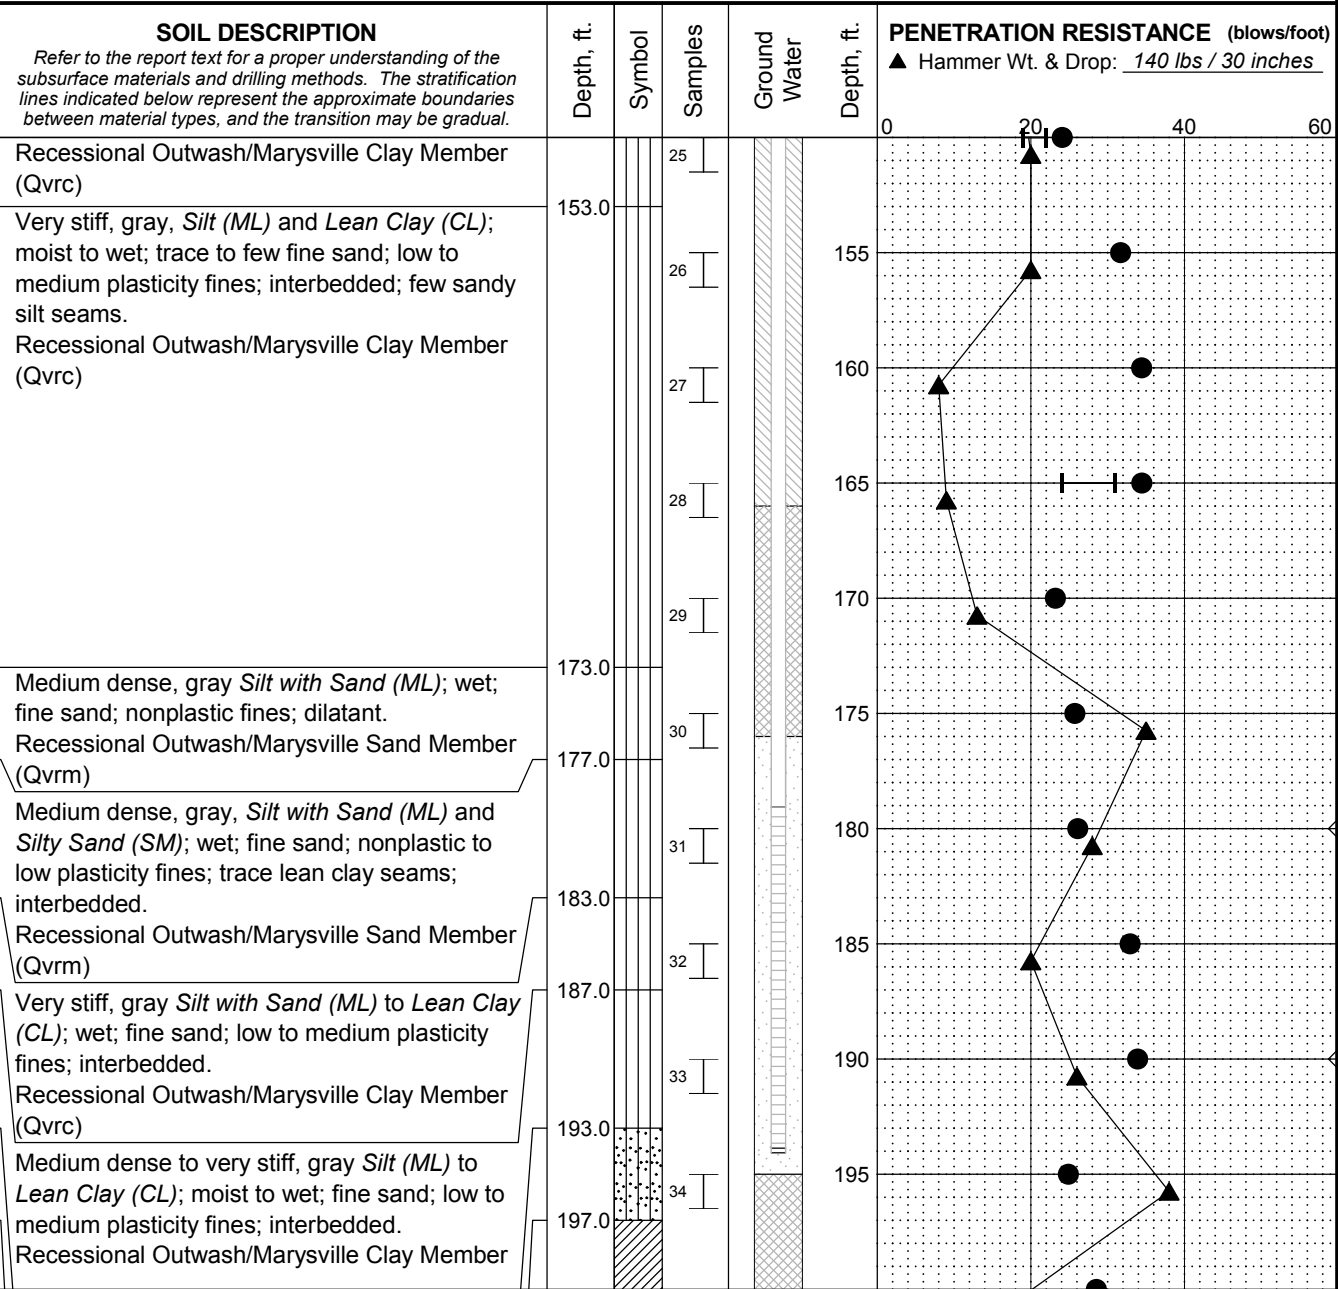 SOIL DESCRIPTION
Refer to the report text for a proper understanding of the
subsurface materials and drilling methods. The stratification
lines indicated below represent the approximate boundaries
between material types, and the transition may be gradual.
Depth, ft.
Symbol
Samples
Ground
Water
Depth, ft.
PENETRATION RESISTANCE (blows/foot)
▲ Hammer Wt. & Drop: 140 lbs / 30 inches
0 20 40 60
Recessional Outwash/Marysville Clay Member
(Qvrc)
153.0
Very stiff, gray, Silt (ML) and Lean Clay (CL);
moist to wet; trace to few fine sand; low to
medium plasticity fines; interbedded; few sandy
silt seams.
Recessional Outwash/Marysville Clay Member
(Qvrc)
173.0
Medium dense, gray Silt with Sand (ML); wet;
fine sand; nonplastic fines; dilatant.
Recessional Outwash/Marysville Sand Member
(Qvrm)
177.0
Medium dense, gray, Silt with Sand (ML) and
Silty Sand (SM); wet; fine sand; nonplastic to
low plasticity fines; trace lean clay seams;
interbedded.
Recessional Outwash/Marysville Sand Member
(Qvrm)
183.0
187.0
Very stiff, gray Silt with Sand (ML) to Lean Clay
(CL); wet; fine sand; low to medium plasticity
fines; interbedded.
Recessional Outwash/Marysville Clay Member
(Qvrc)
193.0
Medium dense to very stiff, gray Silt (ML) to
Lean Clay (CL); moist to wet; fine sand; low to
medium plasticity fines; interbedded.
Recessional Outwash/Marysville Clay Member
197.0
25
26
27
28
29
30
31
32
33
34
155
160
165
170
175
180
185
190
195